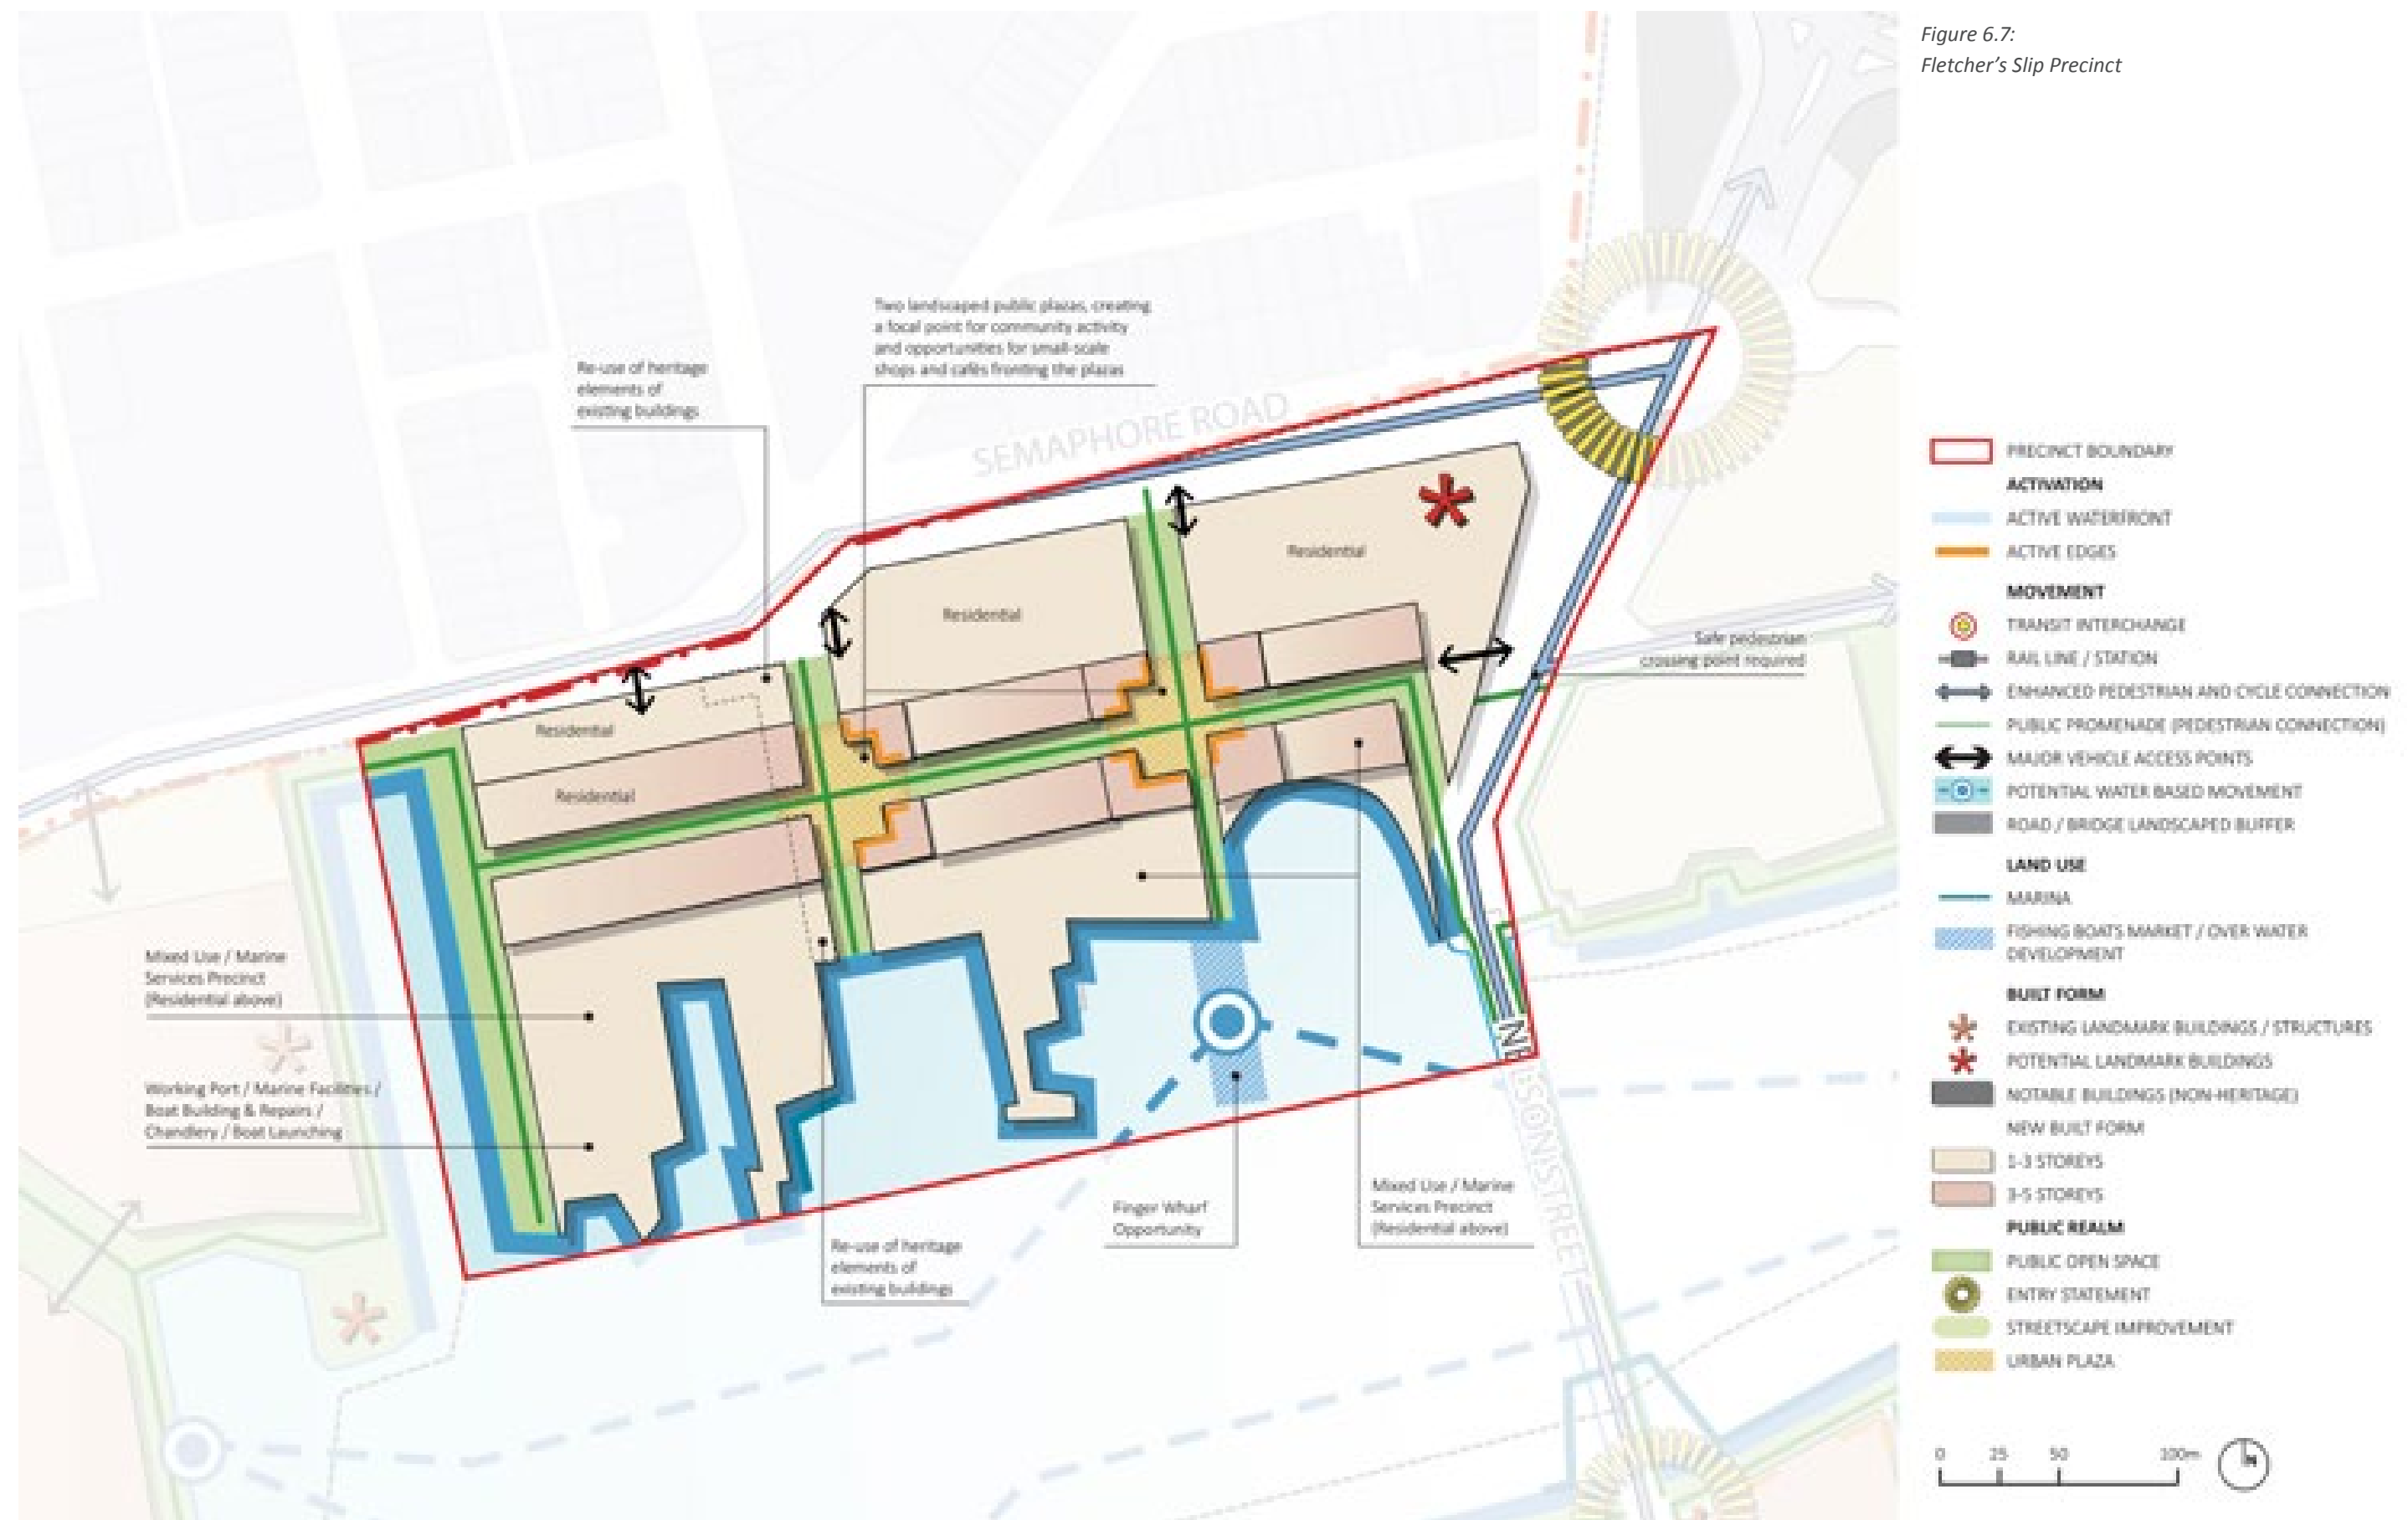 Figure 6.7:
Fletcher's Slip Precinct
Two landscaped public plazas, creating
a focal point for community activity
and opportunities for small-scale
shops and cafés fronting the plazas
Re-use of heritage
elements of
existing buildings
SEMAPHORE ROAD
Residential
Residential
Safe pedestrian
crossing point required
Residential
Residential
Mixed Use / Marine
Services Precinct
(Residential above)
Working Port / Marine Facilities /
Boat Building & Repairs /
Chandlery / Boat Launching
Re-use of heritage
elements of
existing buildings
Finger Wharf
Opportunity
Mixed Use / Marine
Services Precinct
(Residential above)
PRECINCT BOUNDARY
ACTIVATION
ACTIVE WATERFRONT
ACTIVE EDGES
MOVEMENT
TRANSIT INTERCHANGE
RAIL LINE / STATION
ENHANCED PEDESTRIAN AND CYCLE CONNECTION
PUBLIC PROMENADE (PEDESTRIAN CONNECTION)
MAJOR VEHICLE ACCESS POINTS
POTENTIAL WATER BASED MOVEMENT
ROAD / BRIDGE LANDSCAPED BUFFER
LAND USE
MARINA
FISHING BOATS MARKET / OVER WATER
DEVELOPMENT
BUILT FORM
EXISTING LANDMARK BUILDINGS / STRUCTURES
POTENTIAL LANDMARK BUILDINGS
NOTABLE BUILDINGS (NON-HERITAGE)
NEW BUILT FORM
1-3 STOREYS
3-5 STOREYS
PUBLIC REALM
PUBLIC OPEN SPACE
ENTRY STATEMENT
STREETSCAPE IMPROVEMENT
URBAN PLAZA
0 25 50 100m
N